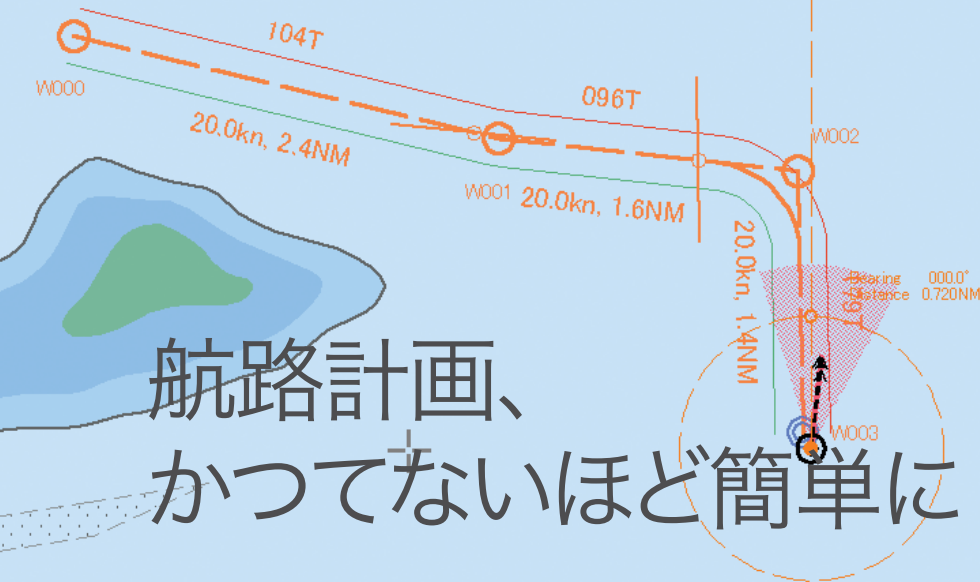 104T
W000
20.0kn, 2.4NM
096T
W002
W001
20.0kn, 1.6NM
20.0kn, 1.4NM
Bearing 000.0°
Distance 0.720NM
航路計画、
W003
かつてないほど簡単に